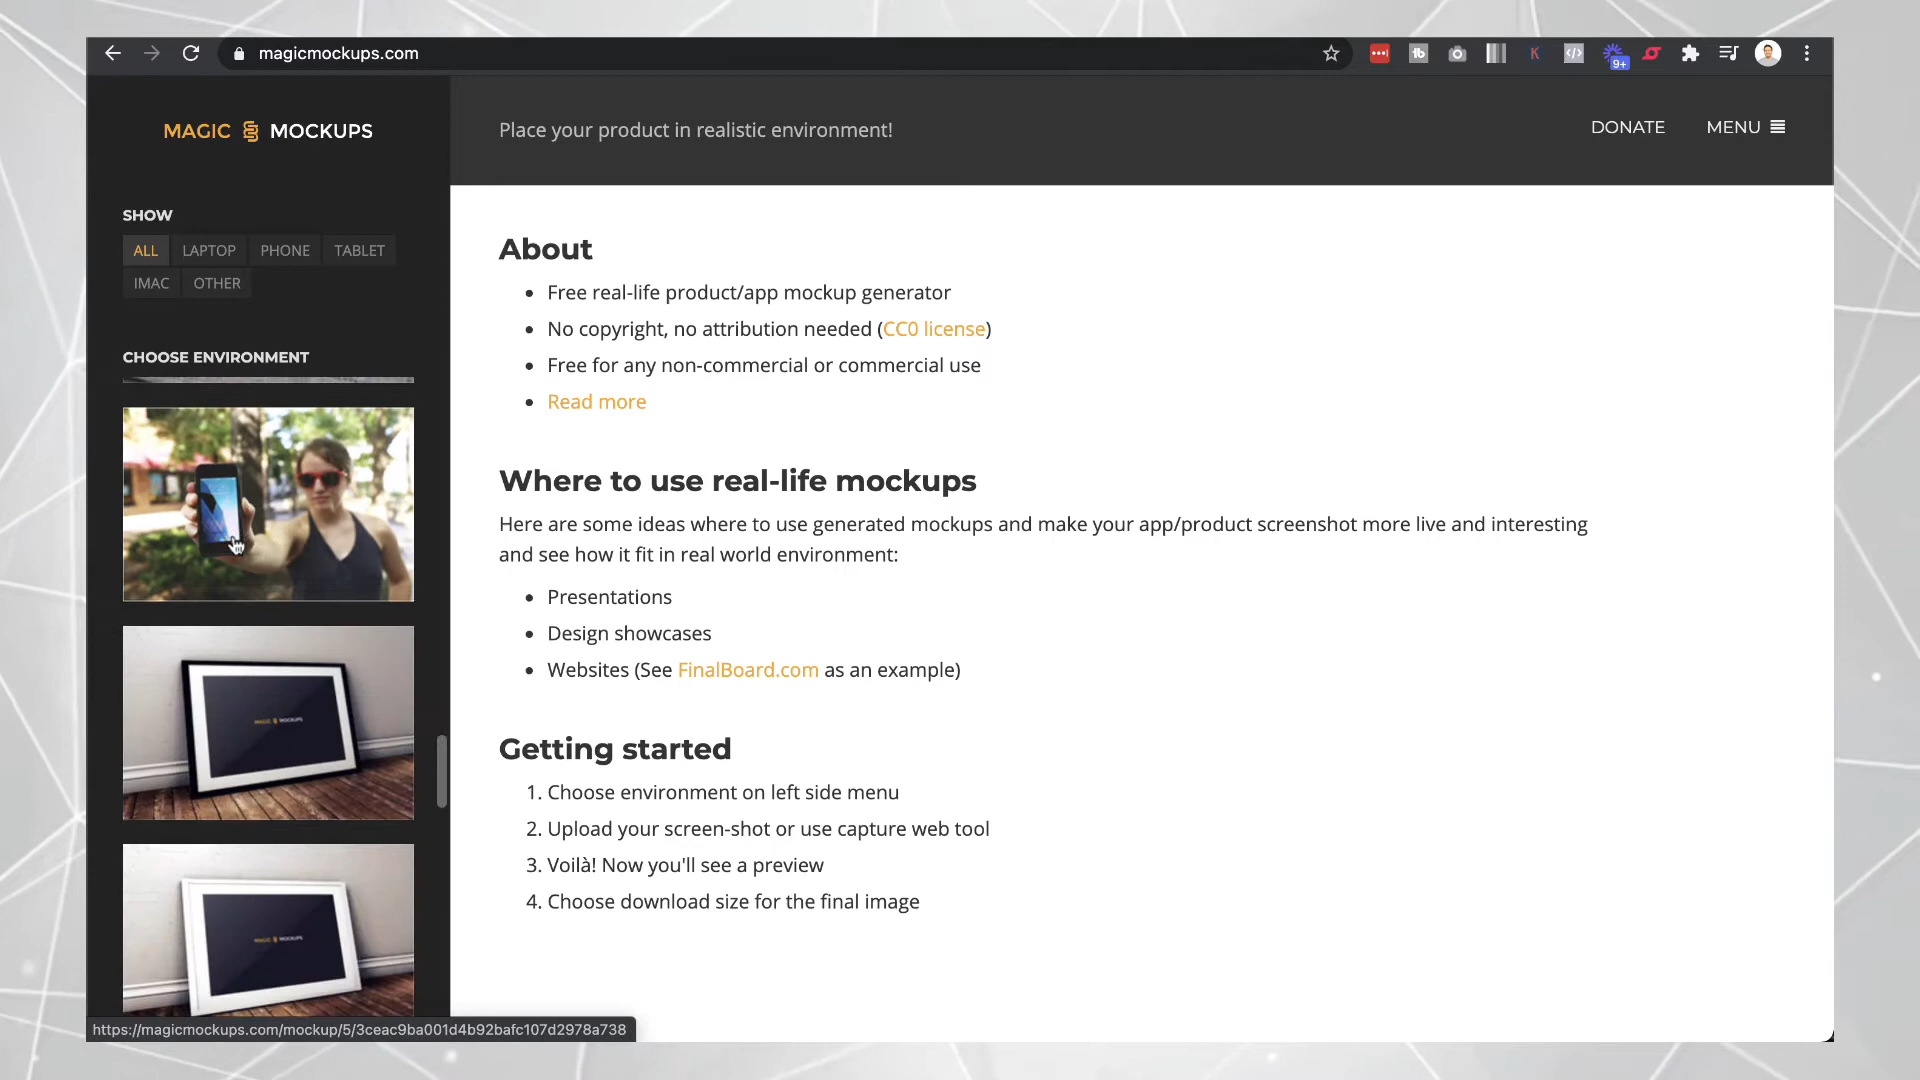 magicmockups.com
9+
MAGIC MOCKUPS
Place your product in realistic environment!
DONATE
MENU
SHOW
ALL
LAPTOP
PHONE
TABLET
IMAC
OTHER
CHOOSE ENVIRONMENT
MAGIC MOCKUPS
MAGIC MOCKUPS
About
Free real-life product/app mockup generator
No copyright, no attribution needed (CC0 license)
Free for any non-commercial or commercial use
Read more
Where to use real-life mockups
Here are some ideas where to use generated mockups and make your app/product screenshot more live and interesting
and see how it fit in real world environment:
Presentations
Design showcases
Websites (See FinalBoard.com as an example)
Getting started
1. Choose environment on left side menu
2. Upload your screen-shot or use capture web tool
3. Voilà! Now you'll see a preview
4. Choose download size for the final image
https://magicmockups.com/mockup/5/3ceac9ba001d4b92bafc107d2978a738